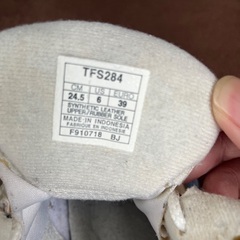 TFS284
CM US EURO
24.5 6 39
SYNTHETIC LEATHER
UPPER/RUBBER SOLE
MADE IN INDONESIA
FABRIQUE EN INDONESIE
F910718 BJ